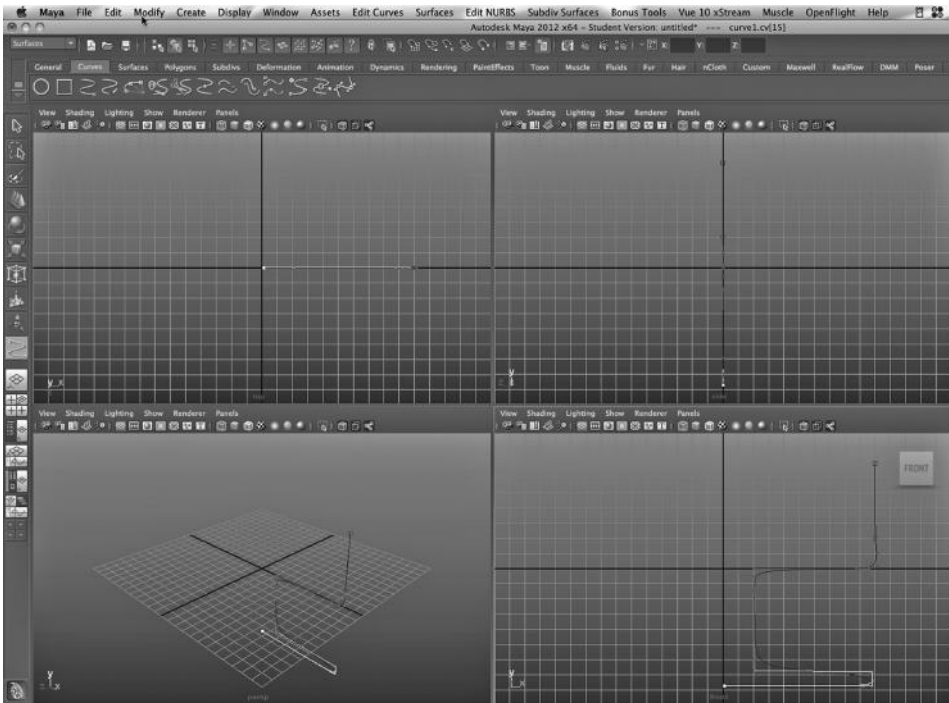 Maya File Edit Modify Create Display Window Assets Edit Curves Surfaces Edit NURBS Subdiv Surfaces Bonus Tools Vue 10 xStream Muscle OpenFlight Help
Autodesk Maya 2012 x64 – Student Version: untitled* --- curve1.cv[15]
Surfaces X: Y: Z:
General Curves Surfaces Polygons Subdivs Deformation Animation Dynamics Rendering PaintEffects Toon Muscle Fluids Fur Hair nCloth Custom Maxwell RealFlow DMM Poser
View Shading Lighting Show Renderer Panels
View Shading Lighting Show Renderer Panels
y x
y
View Shading Lighting Show Renderer Panels
View Shading Lighting Show Renderer Panels
FRONT
y
z x
persp
y
x